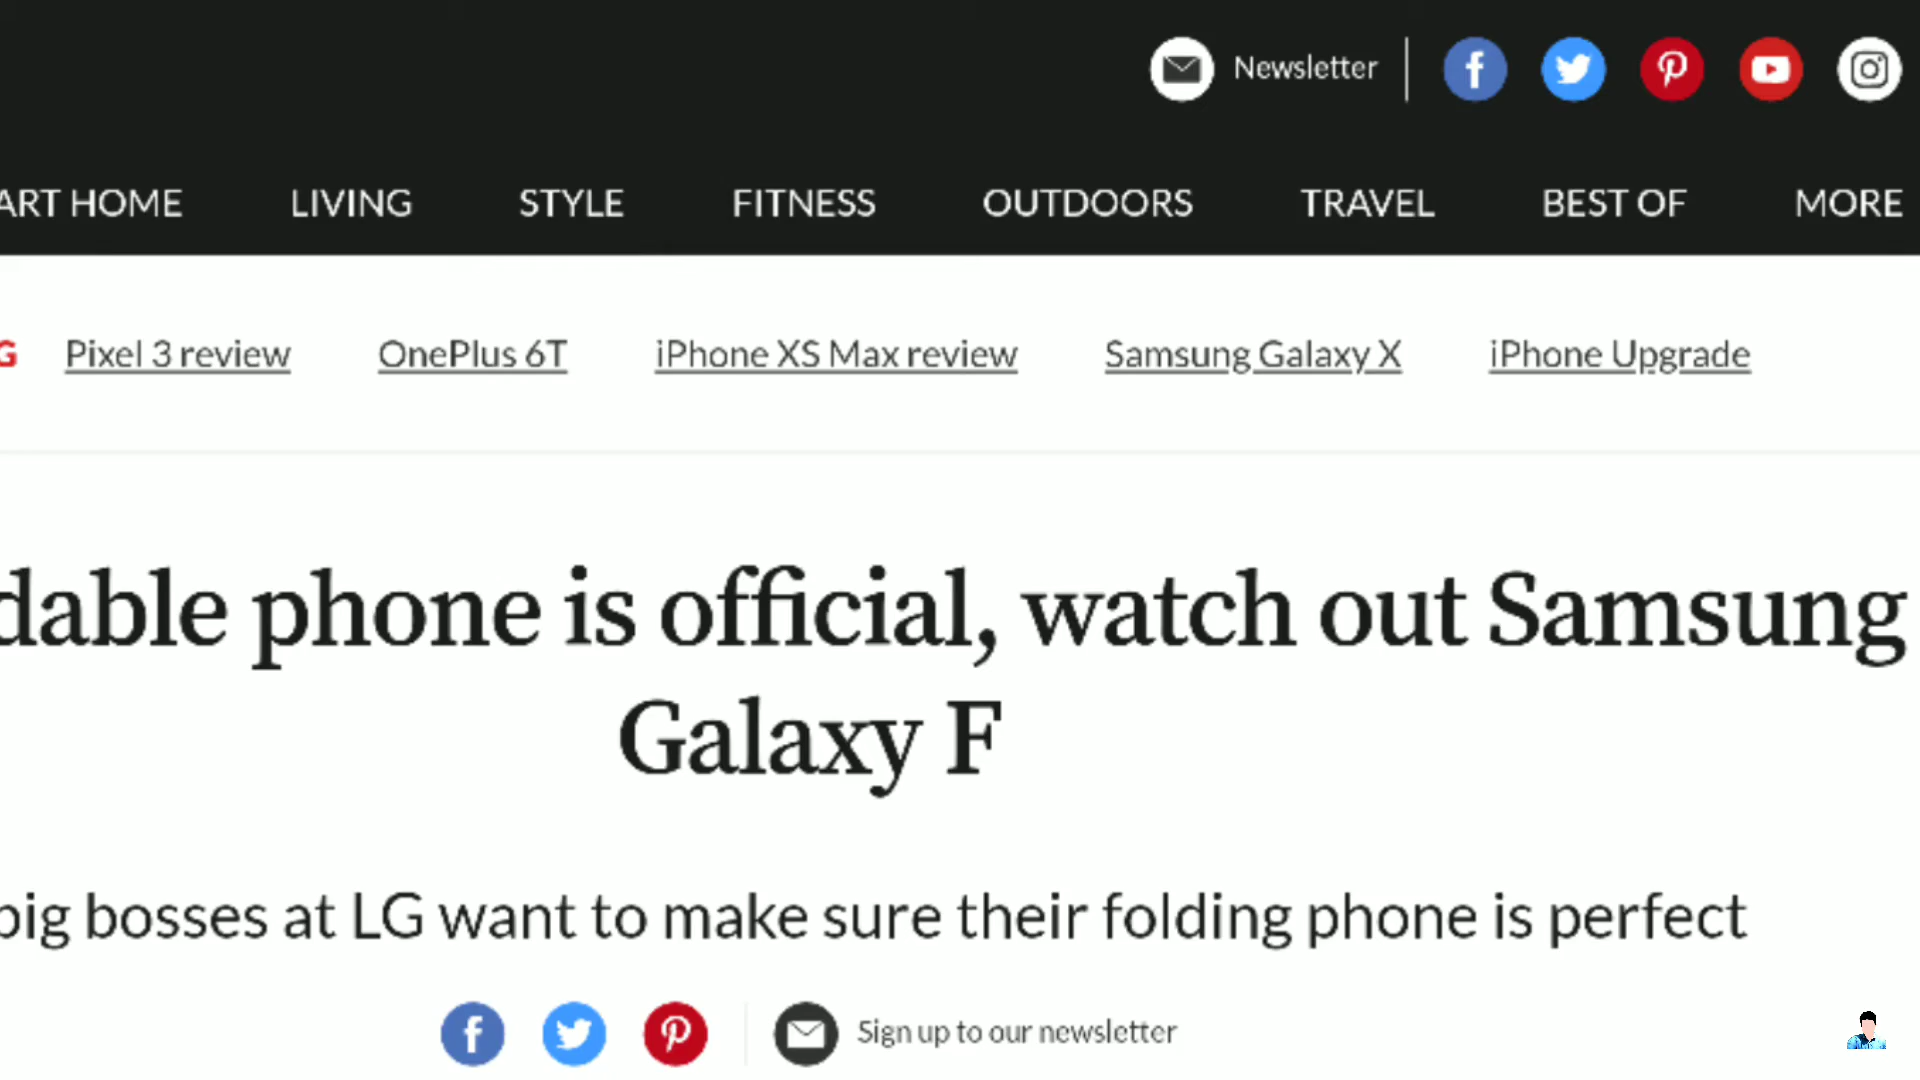 Newsletter
ART HOME LIVING STYLE FITNESS OUTDOORS TRAVEL BEST OF MORE
G Pixel 3 review OnePlus 6T iPhone XS Max review Samsung Galaxy X iPhone Upgrade
dable phone is official, watch out Samsung
Galaxy F
big bosses at LG want to make sure their folding phone is perfect
Sign up to our newsletter